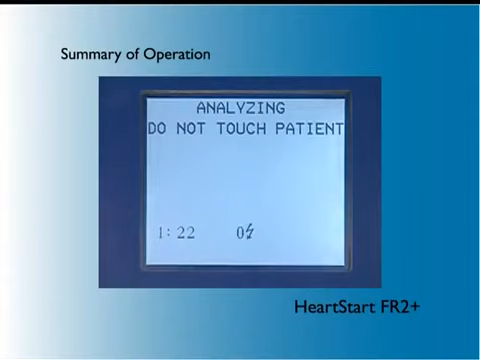 Summary of Operation
ANALYZING
DO NOT TOUCH PATIENT
1:22 0
HeartStart FR2+